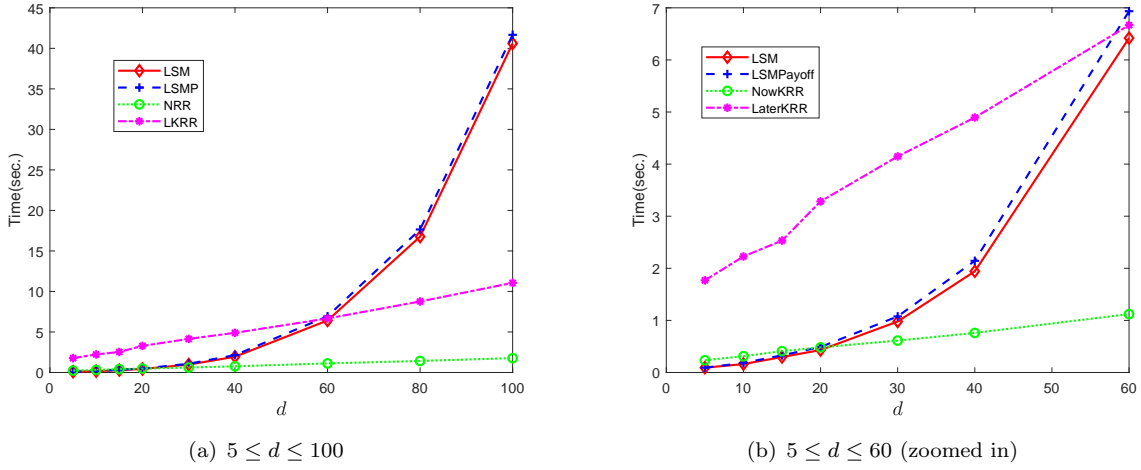 45
40
35
30
25
20
15
10
5
0
Time(sec.)
LSM
LSMP
NRR
LKRR
0 20 40 60 80 100
d
(a) 5 ≤ d ≤ 100
7
6
5
4
3
2
1
0
Time(sec.)
LSM
LSMPayoff
NowKRR
LaterKRR
0 10 20 30 40 50 60
d
(b) 5 ≤ d ≤ 60 (zoomed in)